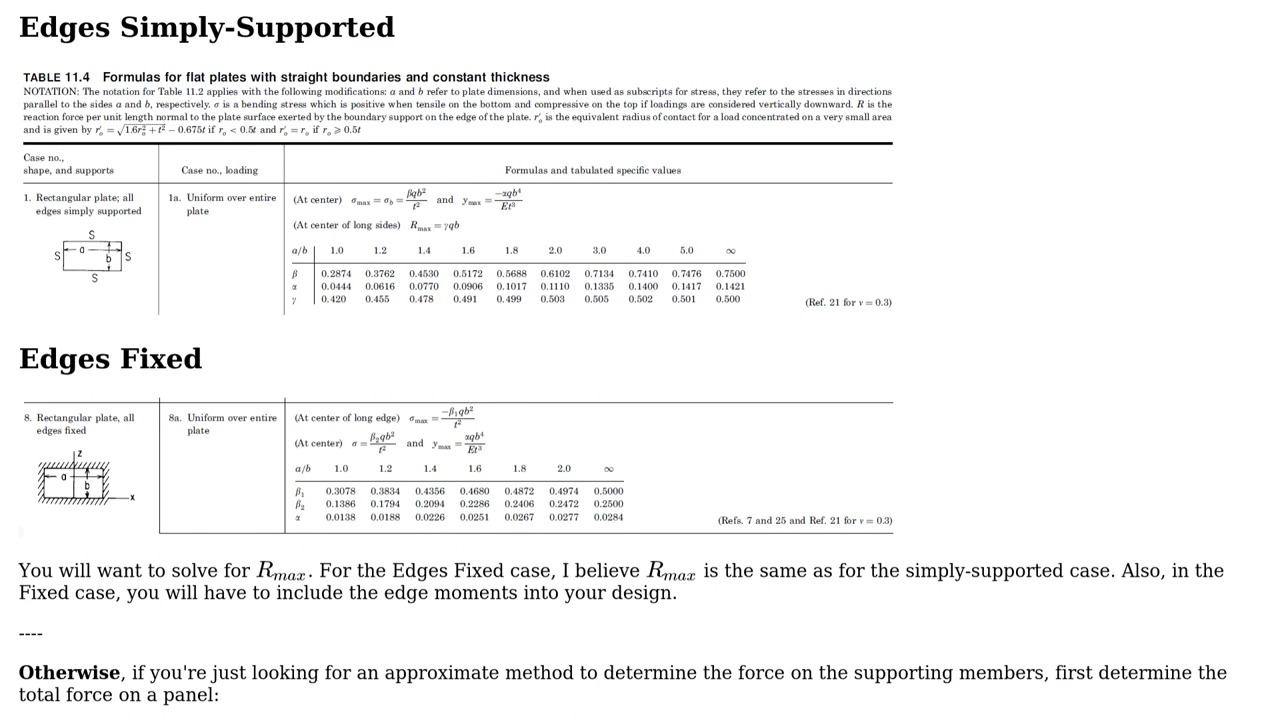 Edges Simply-Supported
TABLE 11.4 Formulas for flat plates with straight boundaries and constant thickness
NOTATION: The notation for Table 11.2 applies with the following modifications: a and b refer to plate dimensions, and when used as subscripts for stress, they refer to the stresses in directions
parallel to the sides a and b, respectively. σ is a bending stress which is positive when tensile on the bottom and compressive on the top if loadings are considered vertically downward. R is the
reaction force per unit length normal to the plate surface exerted by the boundary support on the edge of the plate. r′ₒ is the equivalent radius of contact for a load concentrated on a very small area
and is given by r′ₒ = √(1.6rₒ² + t²) − 0.675t if rₒ < 0.5t and r′ₒ = rₒ if rₒ ⩾ 0.5t
Case no.,
shape, and supports Case no., loading Formulas and tabulated specific values
1. Rectangular plate; all
edges simply supported
S
S a b S
S
1a. Uniform over entire
plate
(At center) σmax = σb = βqb²/t² and ymax = −αqb⁴/Et³
(At center of long sides) Rmax = γqb
a/b 1.0 1.2 1.4 1.6 1.8 2.0 3.0 4.0 5.0 ∞
β 0.2874 0.3762 0.4530 0.5172 0.5688 0.6102 0.7134 0.7410 0.7476 0.7500
α 0.0444 0.0616 0.0770 0.0906 0.1017 0.1110 0.1335 0.1400 0.1417 0.1421
γ 0.420 0.455 0.478 0.491 0.499 0.503 0.505 0.502 0.501 0.500
(Ref. 21 for ν = 0.3)
Edges Fixed
8. Rectangular plate, all
edges fixed
z
a
b
x
8a. Uniform over entire
plate
(At center of long edge) σmax = −β₁qb²/t²
(At center) σ = β₂qb²/t² and ymax = αqb⁴/Et³
a/b 1.0 1.2 1.4 1.6 1.8 2.0 ∞
β₁ 0.3078 0.3834 0.4356 0.4680 0.4872 0.4974 0.5000
β₂ 0.1386 0.1794 0.2094 0.2286 0.2406 0.2472 0.2500
α 0.0138 0.0188 0.0226 0.0251 0.0267 0.0277 0.0284
(Refs. 7 and 25 and Ref. 21 for ν = 0.3)
You will want to solve for Rmax. For the Edges Fixed case, I believe Rmax is the same as for the simply-supported case. Also, in the
Fixed case, you will have to include the edge moments into your design.
----
Otherwise, if you're just looking for an approximate method to determine the force on the supporting members, first determine the
total force on a panel: